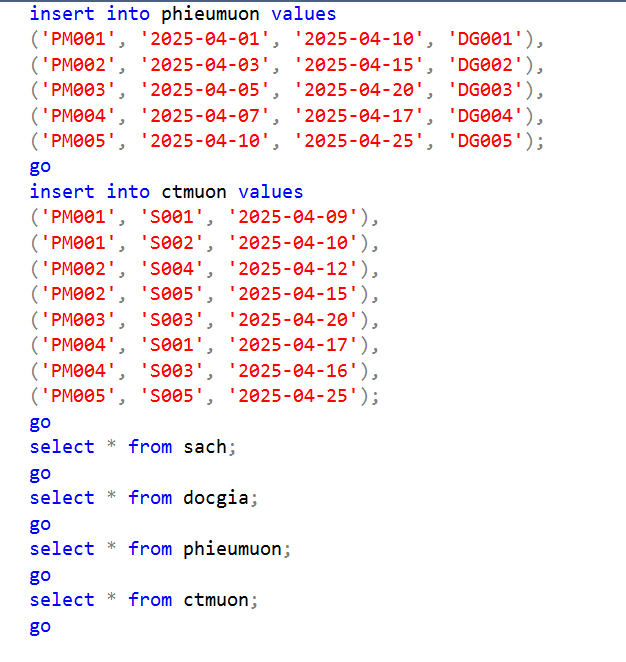 insert into phieumuon values
('PM001', '2025-04-01', '2025-04-10', 'DG001'),
('PM002', '2025-04-03', '2025-04-15', 'DG002'),
('PM003', '2025-04-05', '2025-04-20', 'DG003'),
('PM004', '2025-04-07', '2025-04-17', 'DG004'),
('PM005', '2025-04-10', '2025-04-25', 'DG005');
go
insert into ctmuon values
('PM001', 'S001', '2025-04-09'),
('PM001', 'S002', '2025-04-10'),
('PM002', 'S004', '2025-04-12'),
('PM002', 'S005', '2025-04-15'),
('PM003', 'S003', '2025-04-20'),
('PM004', 'S001', '2025-04-17'),
('PM004', 'S003', '2025-04-16'),
('PM005', 'S005', '2025-04-25');
go
select * from sach;
go
select * from docgia;
go
select * from phieumuon;
go
select * from ctmuon;
go